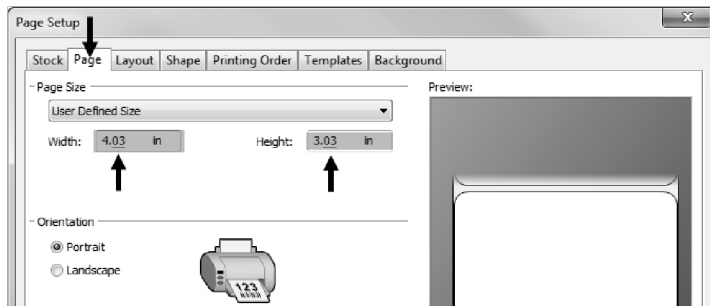 Page Setup
Stock Page Layout Shape Printing Order Templates Background
Page Size
Preview:
User Defined Size
Width: 4.03 in Height: 3.03 in
Orientation
Portrait
Landscape
123